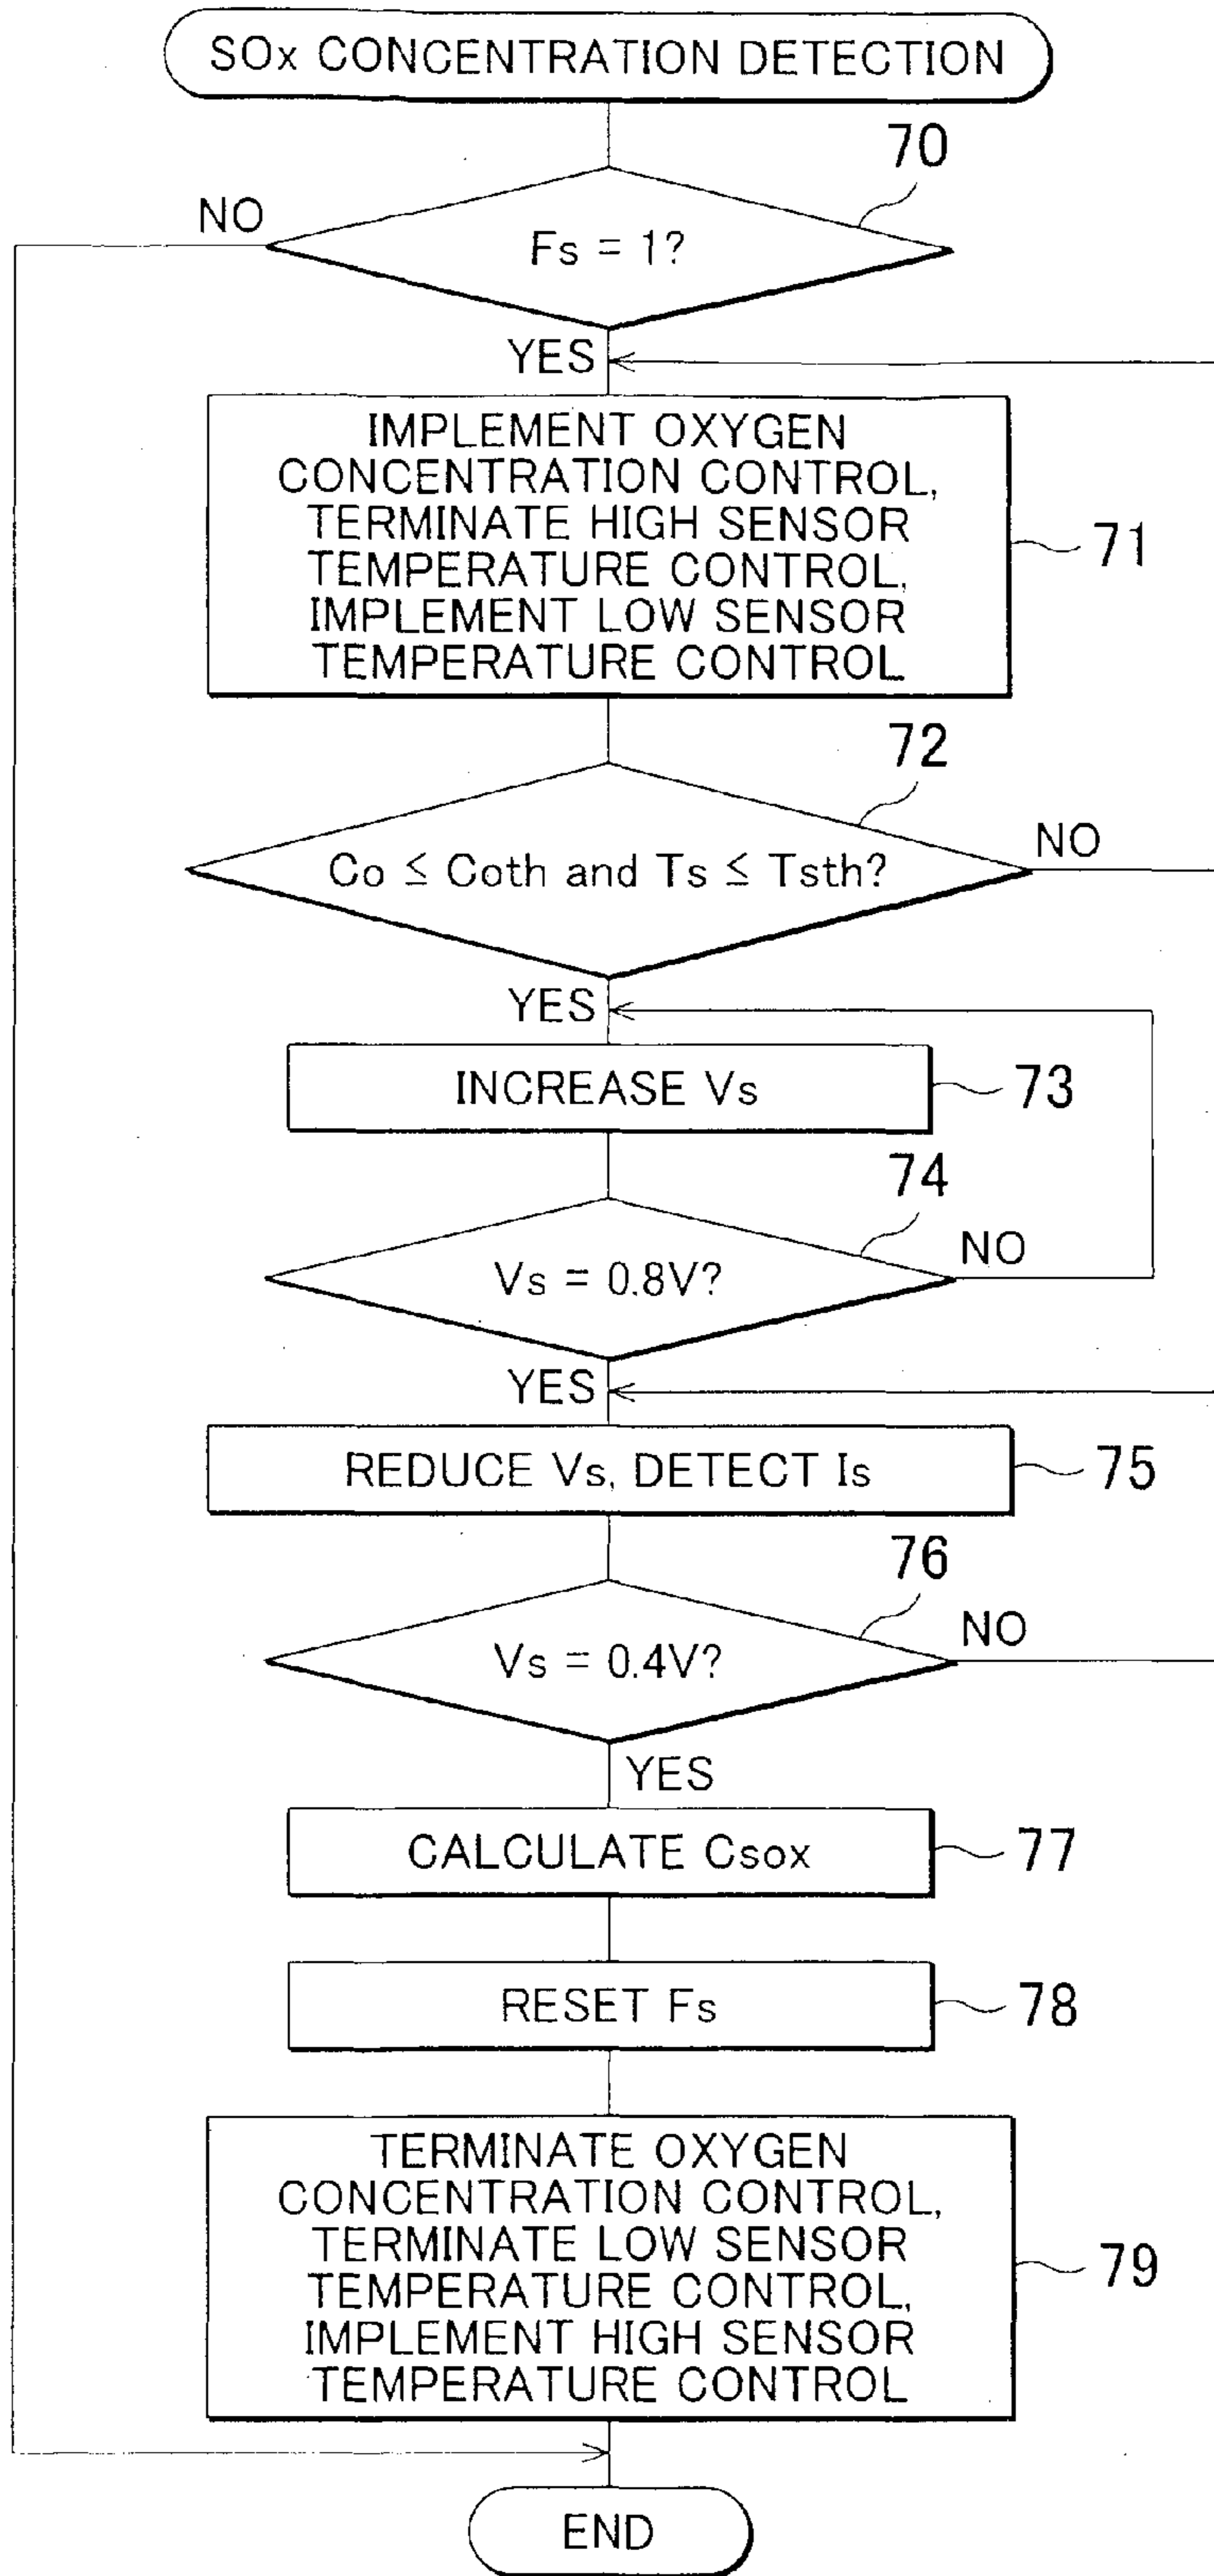 SOx CONCENTRATION DETECTION
70
NO
Fs = 1?
YES
IMPLEMENT OXYGEN
CONCENTRATION CONTROL,
TERMINATE HIGH SENSOR
TEMPERATURE CONTROL,
IMPLEMENT LOW SENSOR
TEMPERATURE CONTROL
71
72
NO
Co ≤ Coth and Ts ≤ Tsth?
YES
INCREASE Vs
73
74
NO
Vs = 0.8V?
YES
REDUCE Vs, DETECT Is
75
76
NO
Vs = 0.4V?
YES
CALCULATE Csox
77
RESET Fs
78
TERMINATE OXYGEN
CONCENTRATION CONTROL,
TERMINATE LOW SENSOR
TEMPERATURE CONTROL,
IMPLEMENT HIGH SENSOR
TEMPERATURE CONTROL
79
END